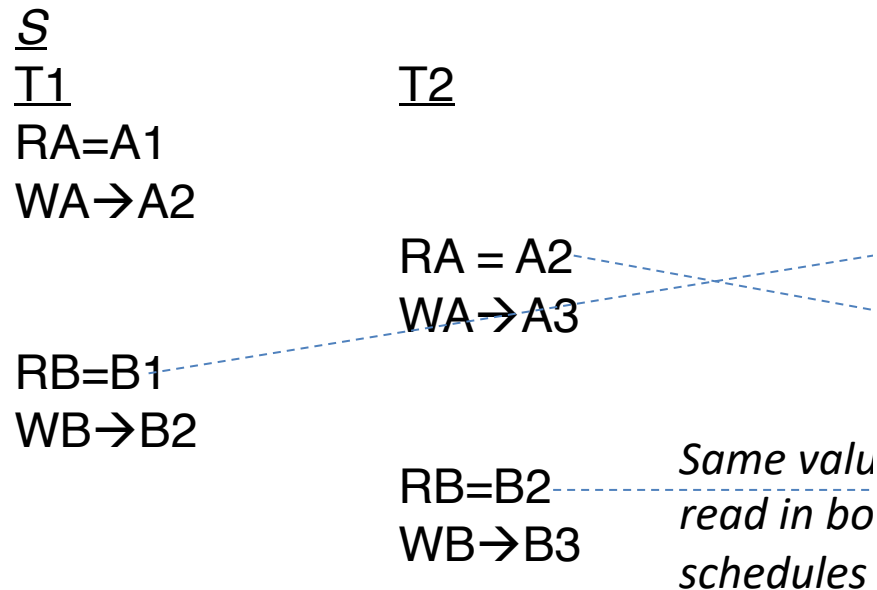 S
T1 T2
RA=A1
WA→A2
RA = A2
WA→A3
RB=B1
WB→B2
RB=B2
WB→B3
Same valu
read in bo
schedules